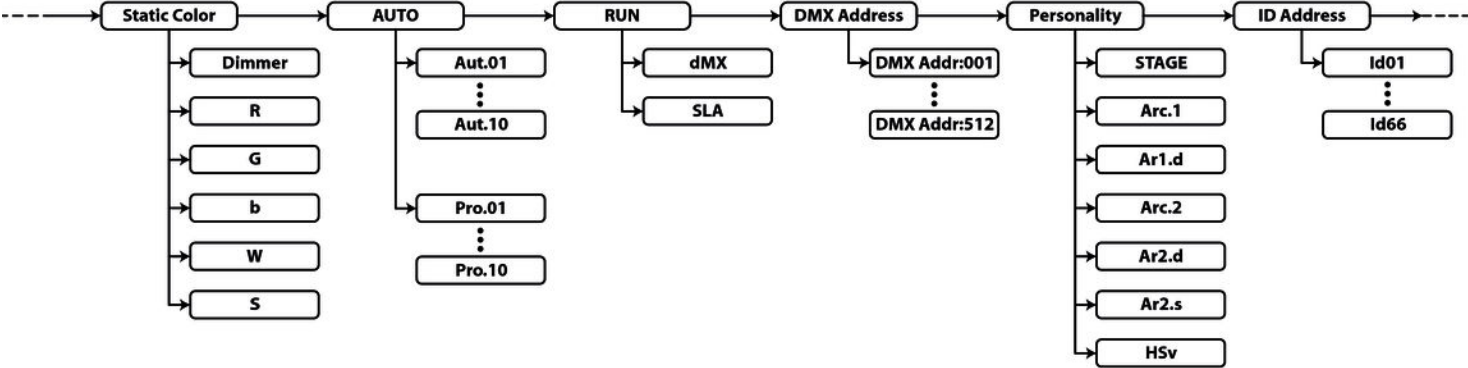 Static Color
AUTO
RUN
DMX Address
Personality
ID Address
Dimmer
R
G
b
W
S
Aut.01
Aut.10
Pro.01
Pro.10
dMX
SLA
DMX Addr:001
DMX Addr:512
STAGE
Arc.1
Ar1.d
Arc.2
Ar2.d
Ar2.s
HSv
Id01
Id66